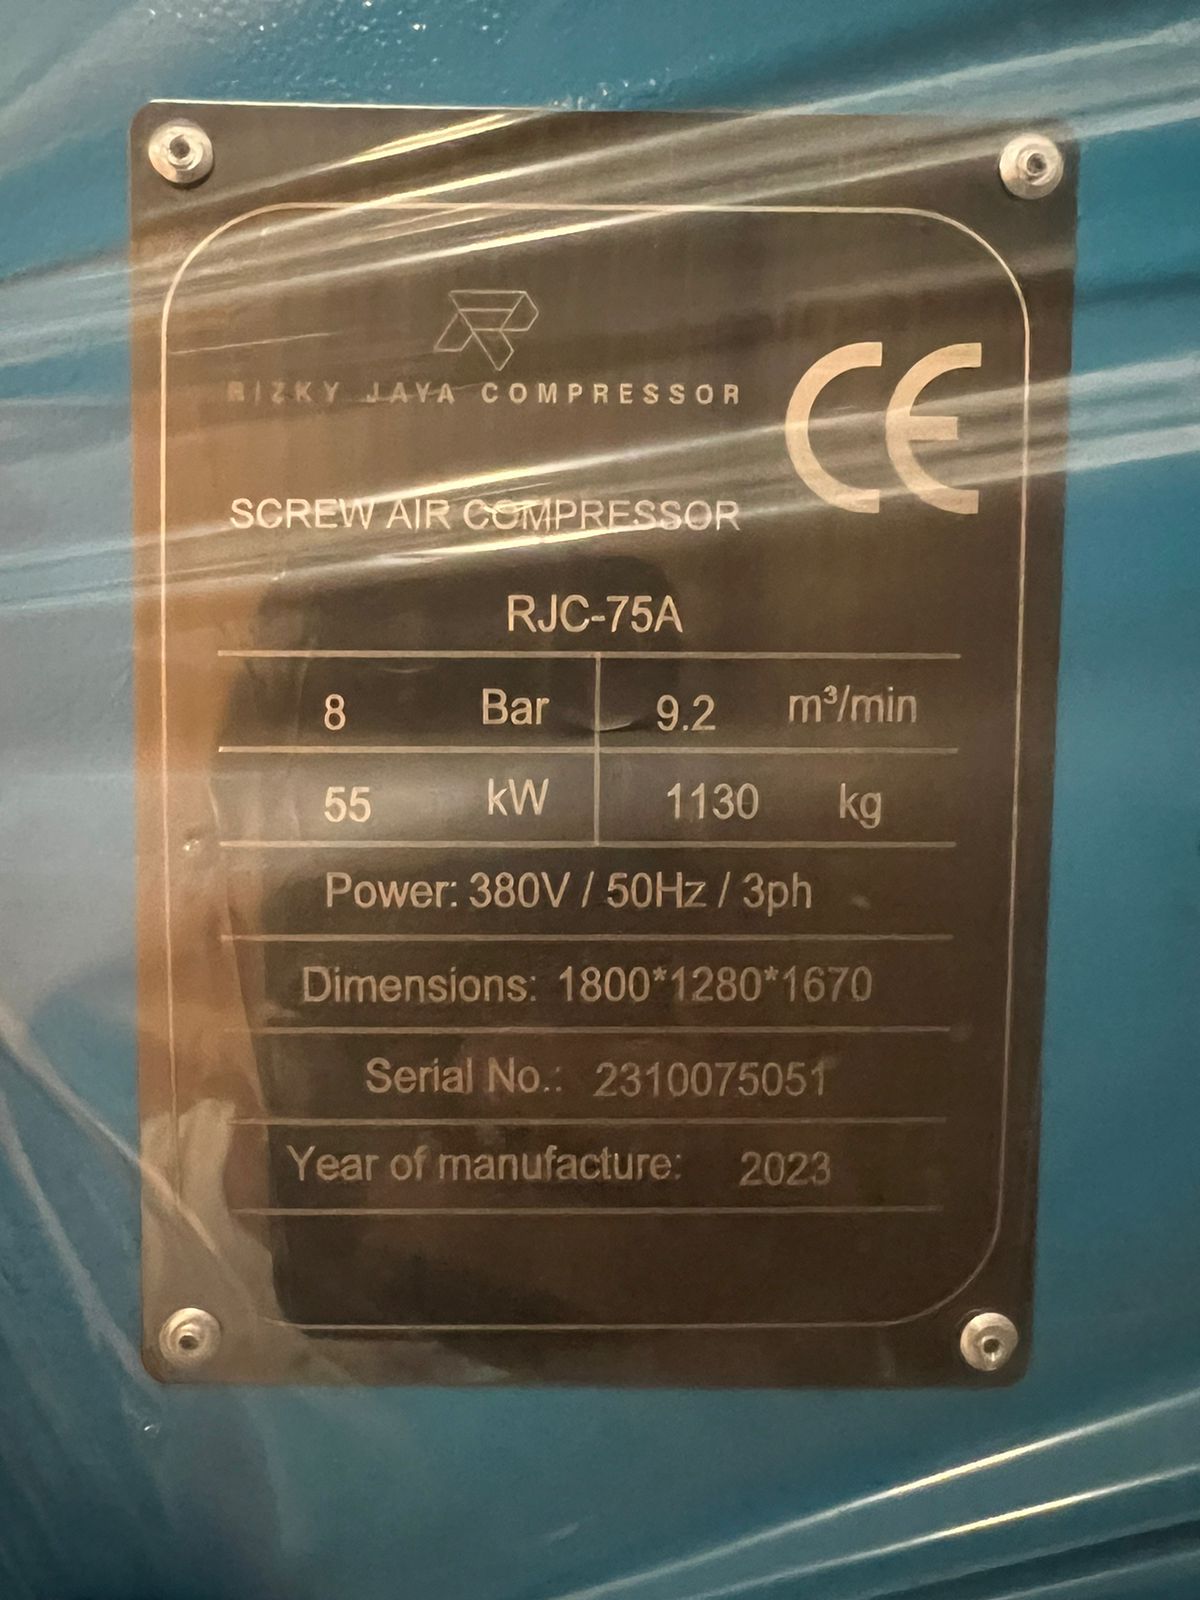 RIZKY JAYA COMPRESSOR
CE
SCREW AIR COMPRESSOR
RJC-75A
8 Bar 9.2 m³/min
55 kW 1130 kg
Power: 380V / 50Hz / 3ph
Dimensions: 1800*1280*1670
Serial No.: 2310075051
Year of manufacture: 2023